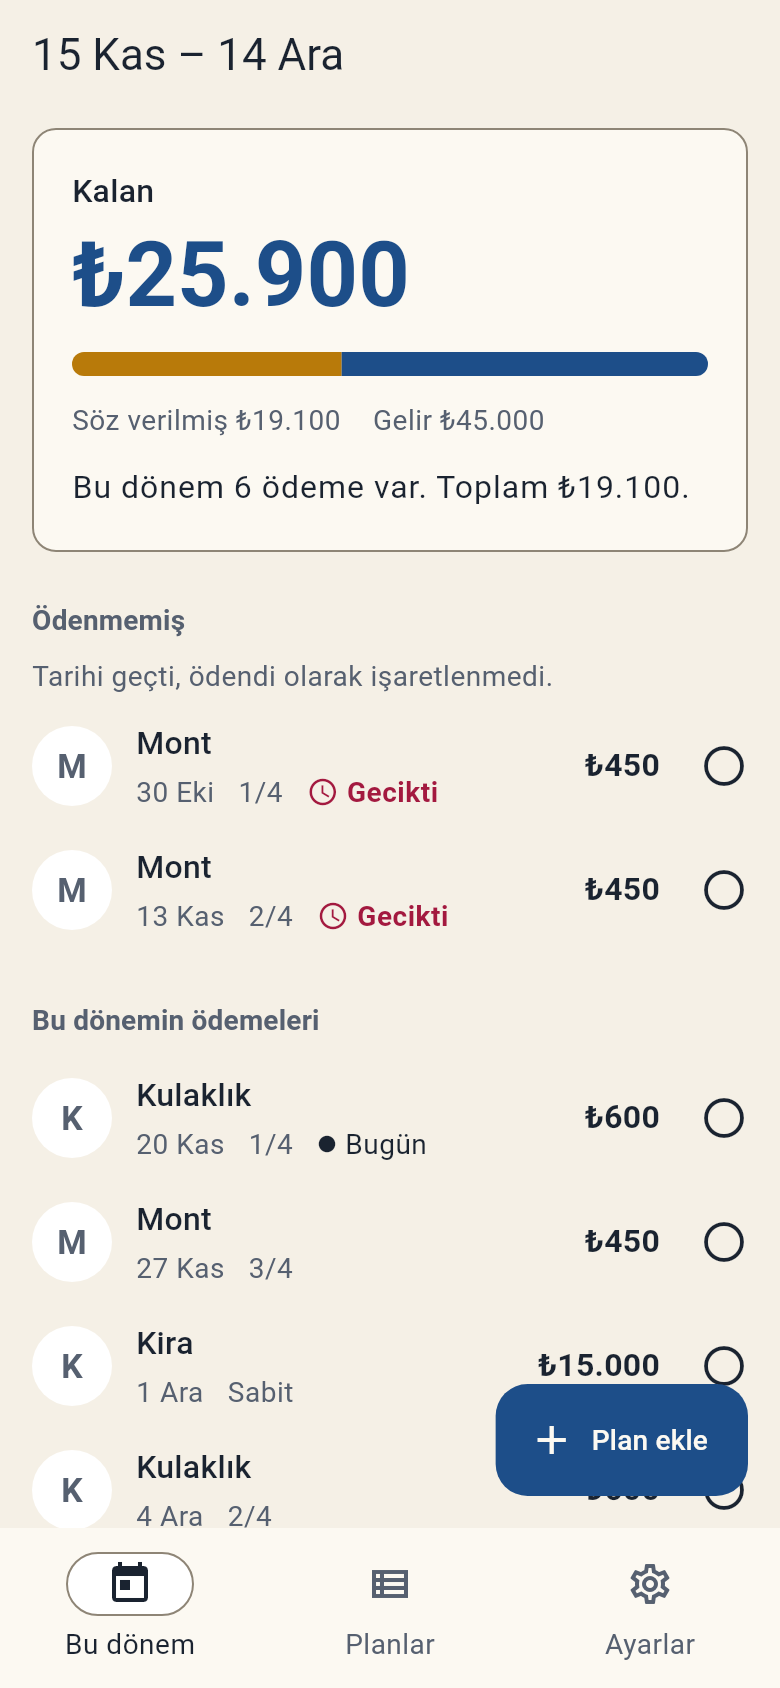 15 Kas – 14 Ara
Kalan
₺25.900
Söz verilmiş ₺19.100 Gelir ₺45.000
Bu dönem 6 ödeme var. Toplam ₺19.100.
Ödenmemiş
Tarihi geçti, ödendi olarak işaretlenmedi.
M Mont ₺450
30 Eki 1/4 Gecikti
M Mont ₺450
13 Kas 2/4 Gecikti
Bu dönemin ödemeleri
K Kulaklık ₺600
20 Kas 1/4 Bugün
M Mont ₺450
27 Kas 3/4
K Kira ₺15.000
1 Ara Sabit
Plan ekle
K Kulaklık
4 Ara 2/4
Bu dönem Planlar Ayarlar